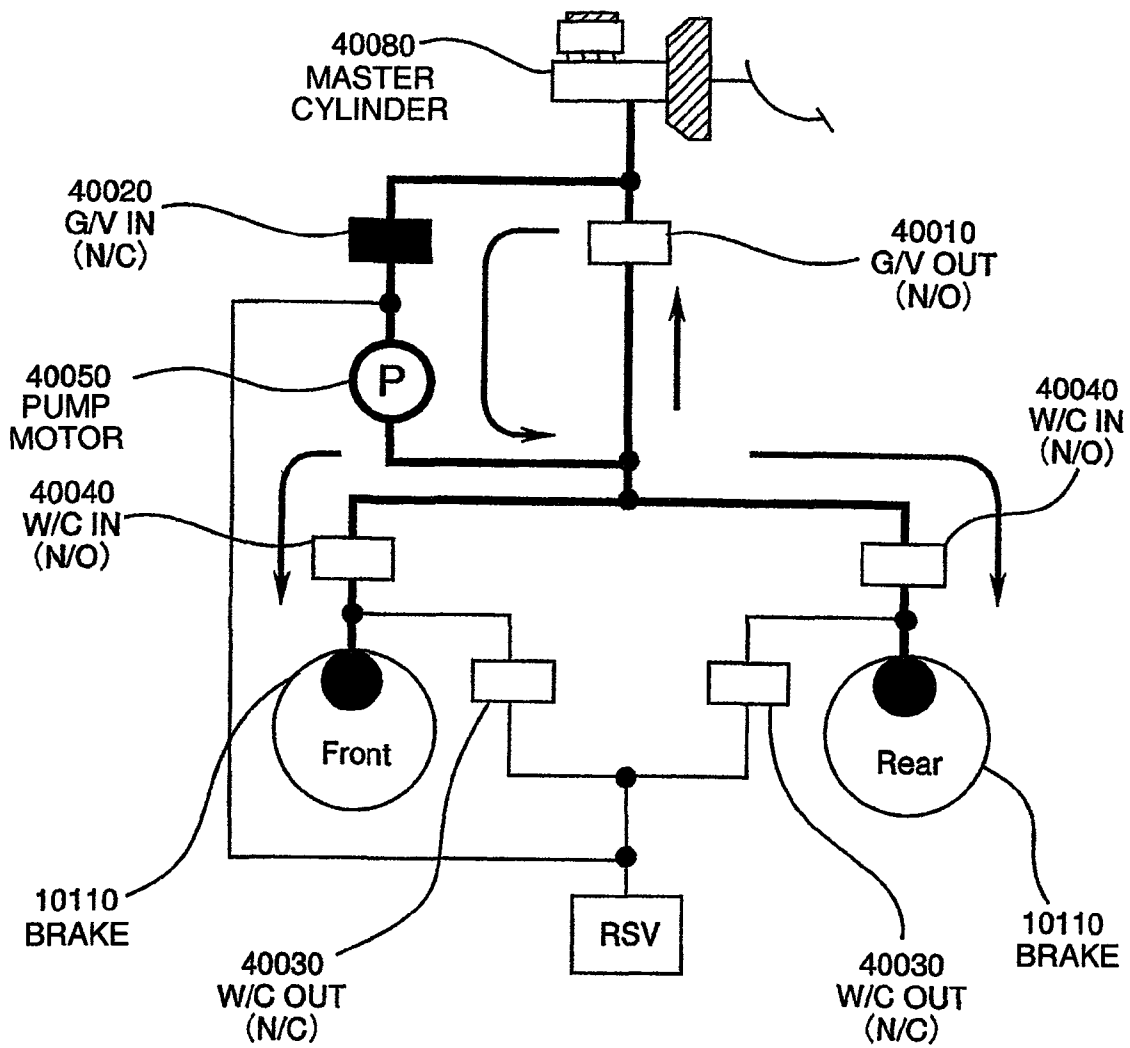 40080
MASTER
CYLINDER
40020
G/V IN
(N/C)
40010
G/V OUT
(N/O)
40050
PUMP
MOTOR
P
40040
W/C IN
(N/O)
40040
W/C IN
(N/O)
Front
Rear
10110
BRAKE
RSV
10110
BRAKE
40030
W/C OUT
(N/C)
40030
W/C OUT
(N/C)